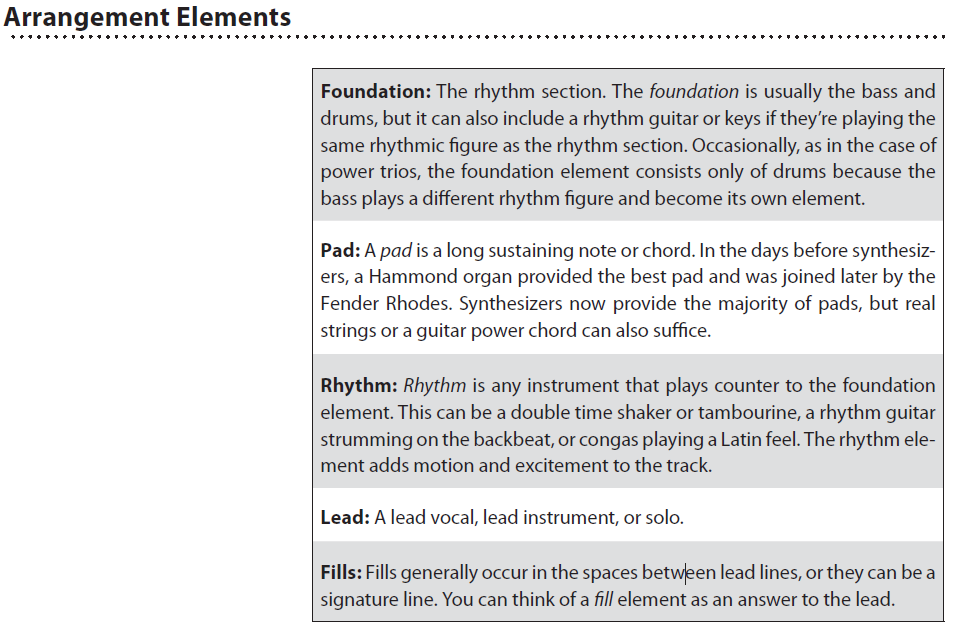 Arrangement Elements
Foundation: The rhythm section. The foundation is usually the bass and
drums, but it can also include a rhythm guitar or keys if they're playing the
same rhythmic figure as the rhythm section. Occasionally, as in the case of
power trios, the foundation element consists only of drums because the
bass plays a different rhythm figure and become its own element.
Pad: A pad is a long sustaining note or chord. In the days before synthesiz-
ers, a Hammond organ provided the best pad and was joined later by the
Fender Rhodes. Synthesizers now provide the majority of pads, but real
strings or a guitar power chord can also suffice.
Rhythm: Rhythm is any instrument that plays counter to the foundation
element. This can be a double time shaker or tambourine, a rhythm guitar
strumming on the backbeat, or congas playing a Latin feel. The rhythm ele-
ment adds motion and excitement to the track.
Lead: A lead vocal, lead instrument, or solo.
Fills: Fills generally occur in the spaces between lead lines, or they can be a
signature line. You can think of a fill element as an answer to the lead.